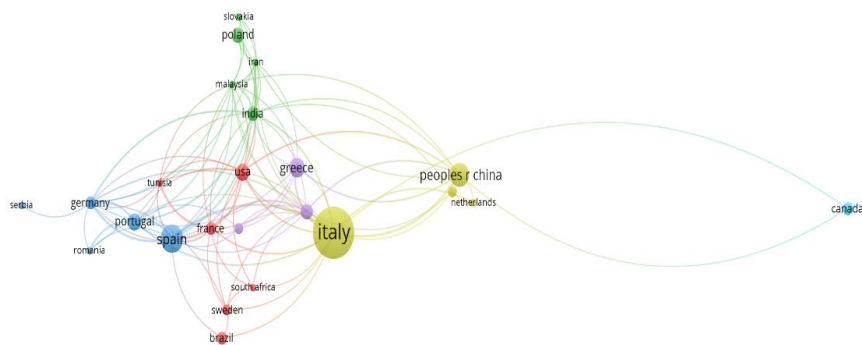 slovakia
poland
iran
malaysia
india
usa
greece
peoples r china
tunisia
netherlands
serbia
germany
canada
portugal
france
italy
spain
romania
south africa
sweden
brazil